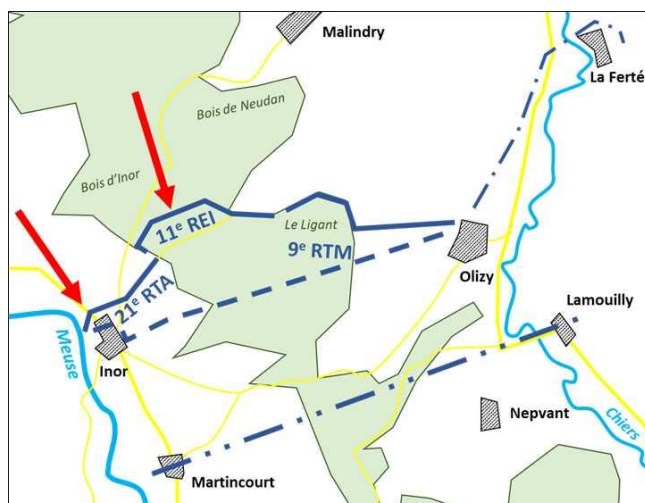 Malindry
La Ferté
Bois de Neudan
Bois d'Inor
11e REI
Le Ligant
9e RTM
21e RTA
Olizy
Lamouilly
Meuse
Inor
Nepvant
Chiers
Martincourt